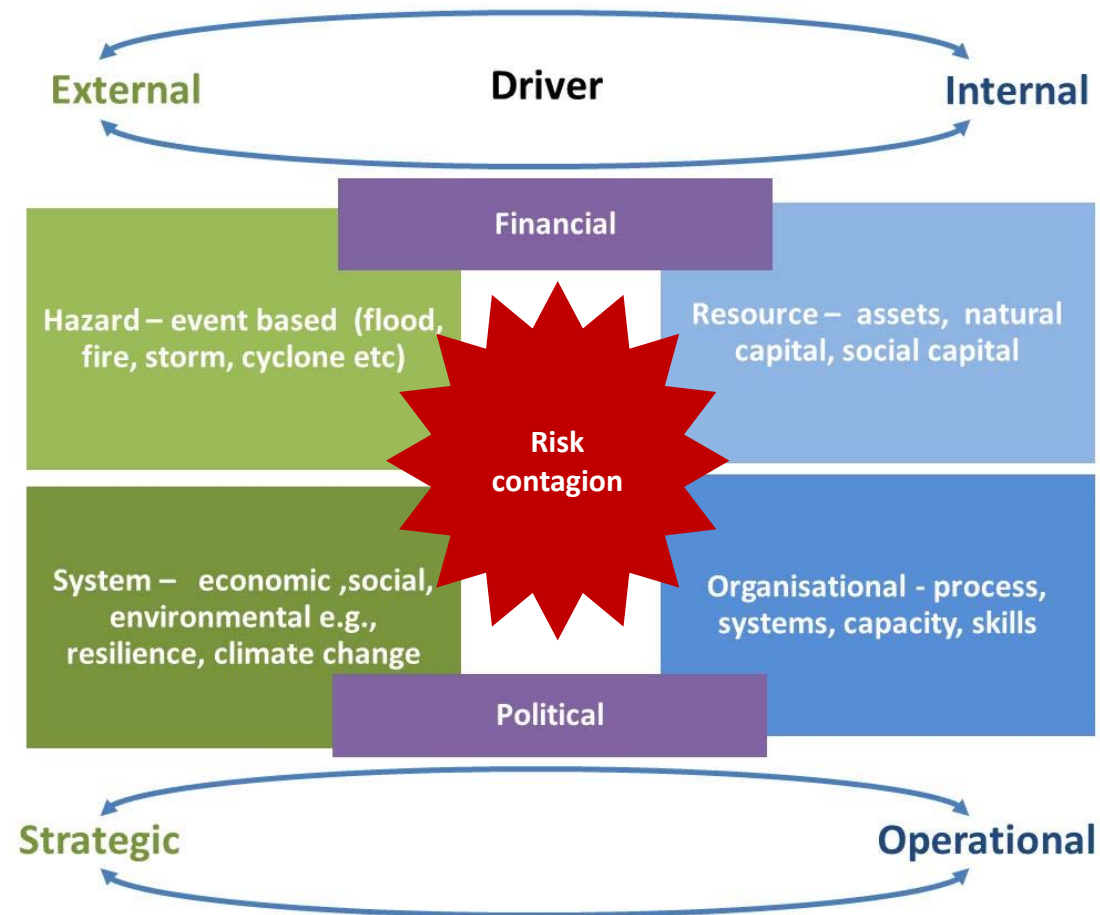 External
Driver
Internal
Financial
Hazard – event based (flood,
fire, storm, cyclone etc)
Resource – assets, natural
capital, social capital
Risk
contagion
System – economic ,social,
environmental e.g.,
resilience, climate change
Organisational - process,
systems, capacity, skills
Political
Strategic
Operational